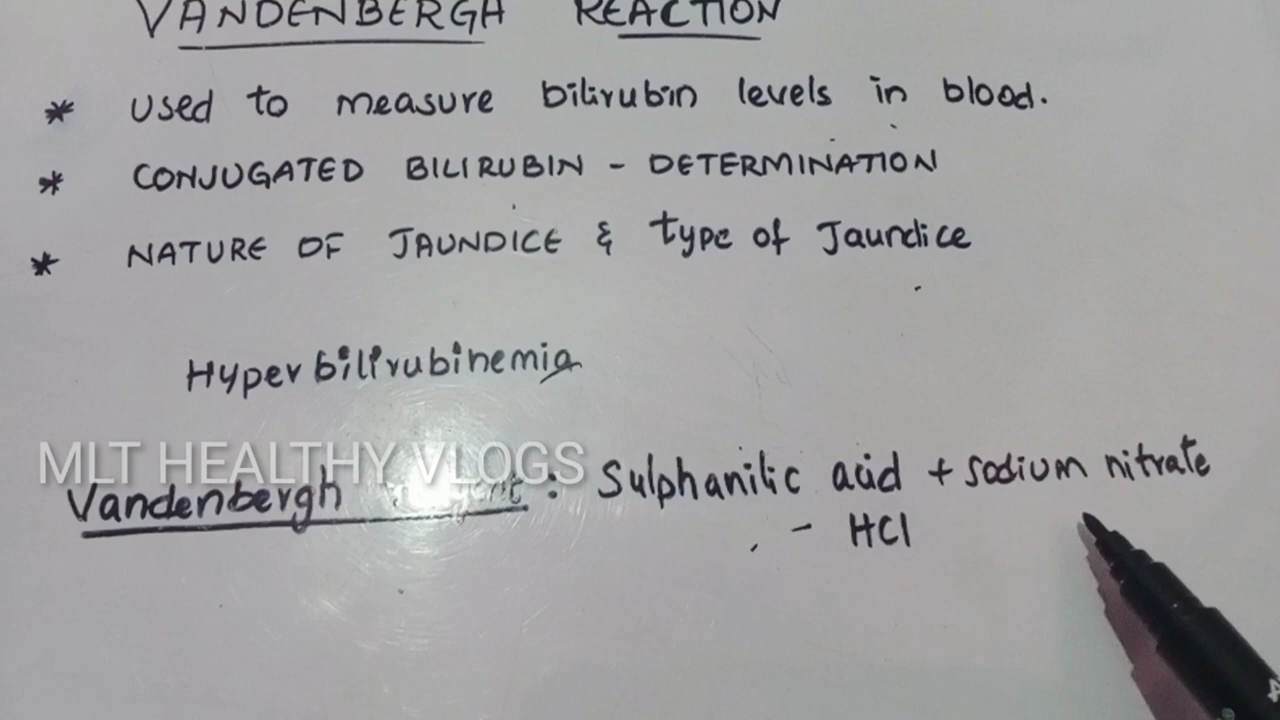 VANDENBERGH REACTION
* Used to measure bilirubin levels in blood.
* CONJUGATED BILIRUBIN - DETERMINATION
* NATURE OF JAUNDICE & type of Jaundice
Hyperbilirubinemia
MLT HEALTHY VLOGS
Vandenbergh : Sulphanilic acid + sodium nitrate
- HCl